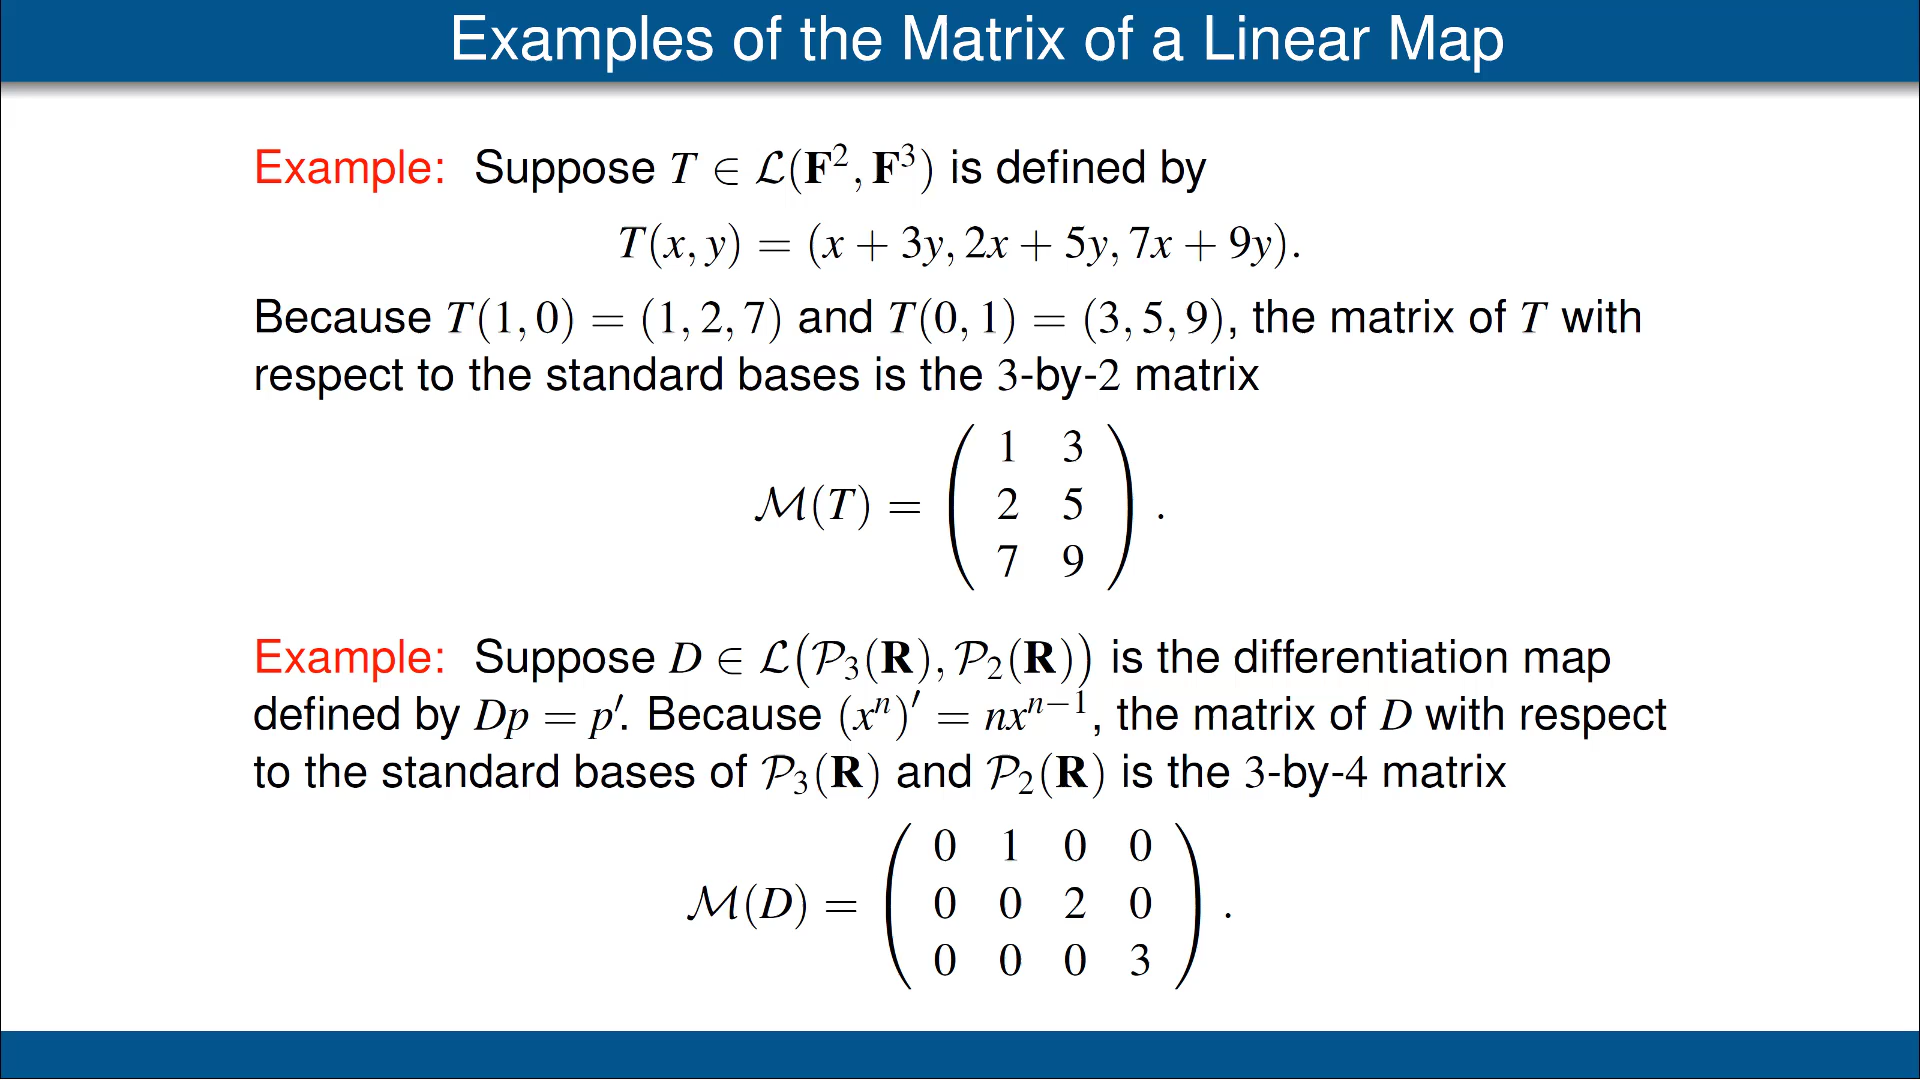 Examples of the Matrix of a Linear Map
Example: Suppose T ∈ ℒ(𝐅², 𝐅³) is defined by
T(x, y) = (x + 3y, 2x + 5y, 7x + 9y).
Because T(1, 0) = (1, 2, 7) and T(0, 1) = (3, 5, 9), the matrix of T with
respect to the standard bases is the 3-by-2 matrix
1 3
ℳ(T) = ( 2 5 ) .
7 9
Example: Suppose D ∈ ℒ(𝒫₃(𝐑), 𝒫₂(𝐑)) is the differentiation map
defined by Dp = p′. Because (xⁿ)′ = nxⁿ⁻¹, the matrix of D with respect
to the standard bases of 𝒫₃(𝐑) and 𝒫₂(𝐑) is the 3-by-4 matrix
0 1 0 0
ℳ(D) = ( 0 0 2 0 ) .
0 0 0 3